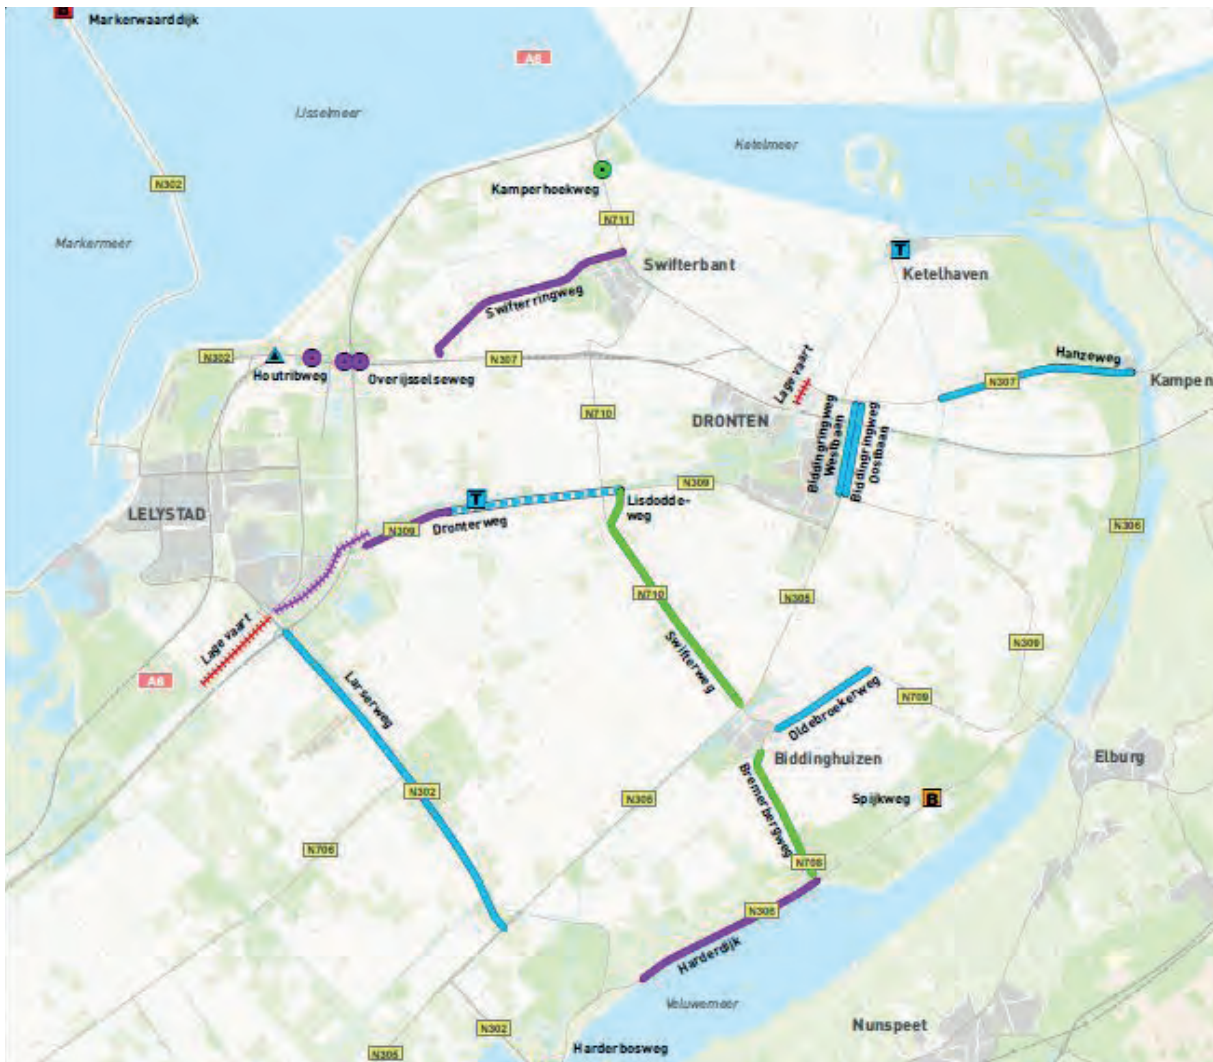 B
Markerwaarddijk
A6
IJsselmeer
Ketelmeer
N302
Kamperhoekweg
N711
Markermeer
T
Ketelhaven
Swifterbant
Swifterringweg
N302
Houtribweg
Overijsselseweg
N307
Hanzeweg
N307
Kampen
Lage vaart
N710
DRONTEN
Biddingringweg
Westbaan
Biddingringweg
Oostbaan
LELYSTAD
T
N309
Dronterweg
Lisdodde-
weg
N309
N306
N710
N305
Lage vaart
Swifterweg
N309
A6
Larserweg
Oldebroekerweg
N709
Biddinghuizen
Elburg
N302
N305
Bremerbergweg
Spijkweg
B
N706
N708
N306
Harderdijk
Veluwemeer
Nunspeet
N302
N305
Harderbosweg